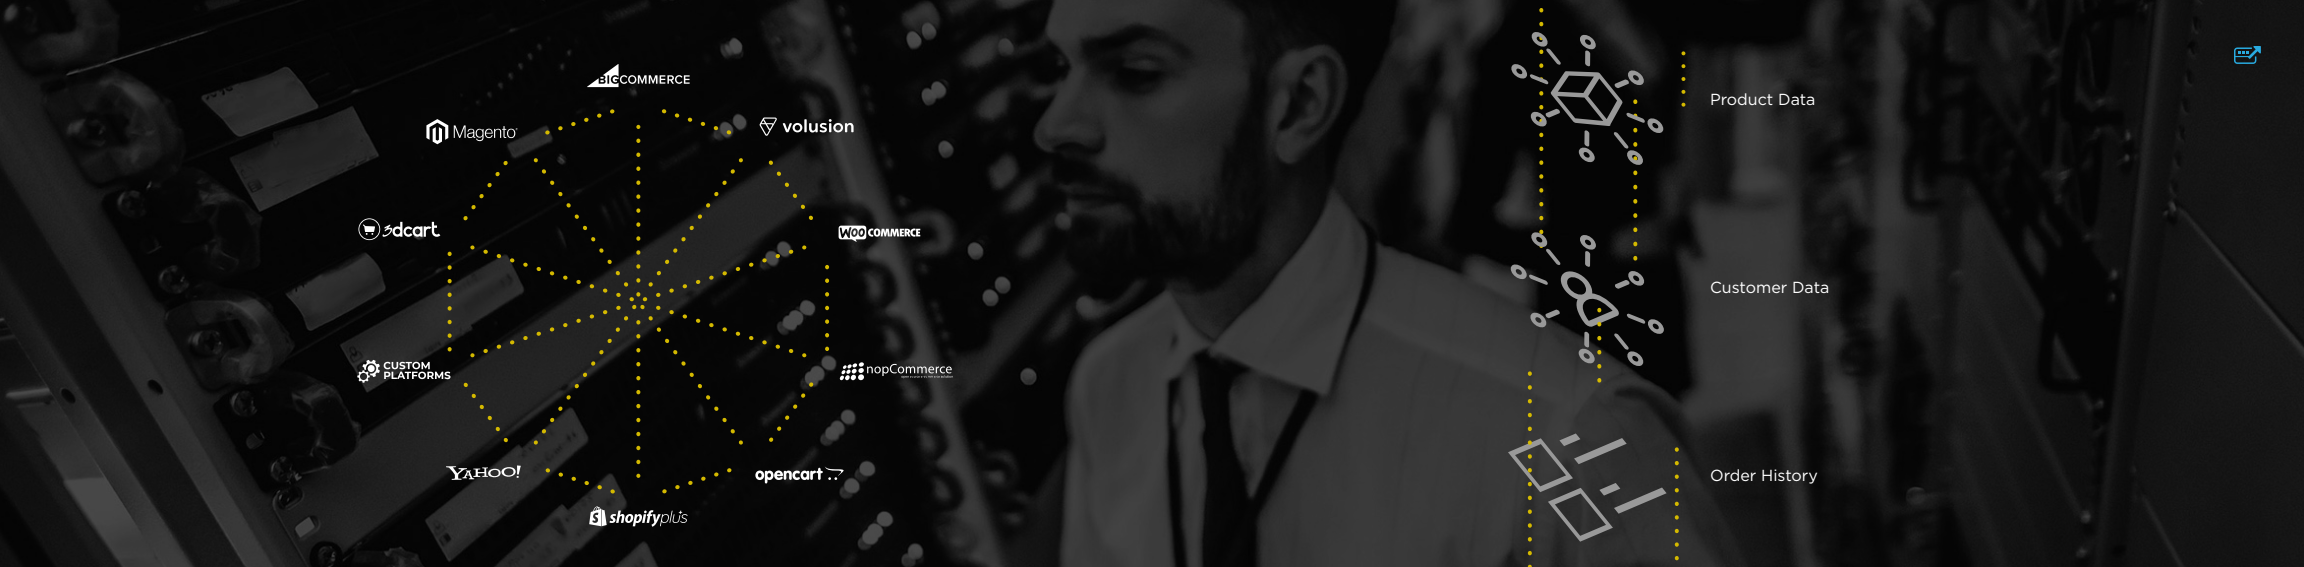 BIGCOMMERCE
Magento
volusion
3dcart
WOO COMMERCE
CUSTOM
PLATFORMS
nopCommerce
YAHOO!
opencart
shopifyplus
Product Data
Customer Data
Order History